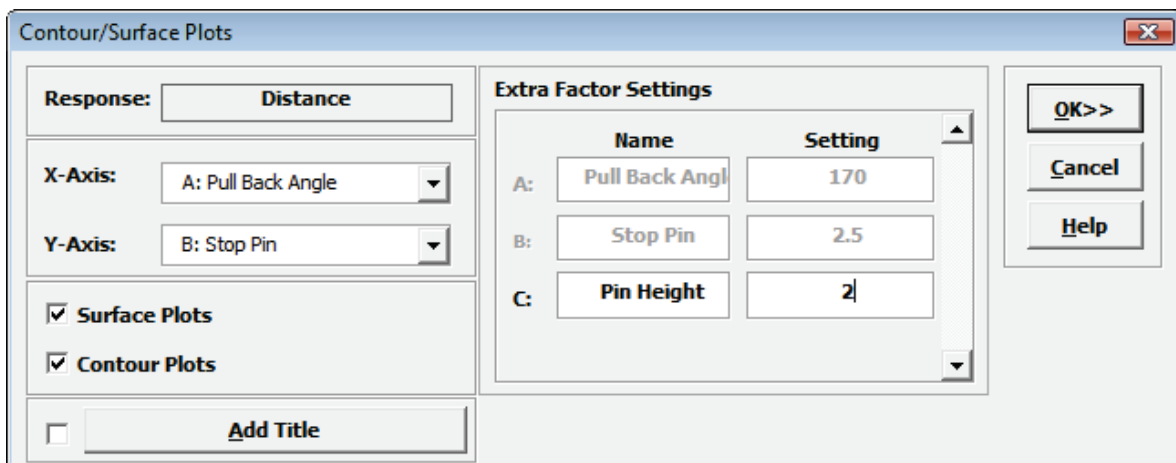 Contour/Surface Plots
Response: Distance
X-Axis: A: Pull Back Angle
Y-Axis: B: Stop Pin
Surface Plots
Contour Plots
Add Title
Extra Factor Settings
Name Setting
A: Pull Back Angl 170
B: Stop Pin 2.5
C: Pin Height 2
OK>>
Cancel
Help